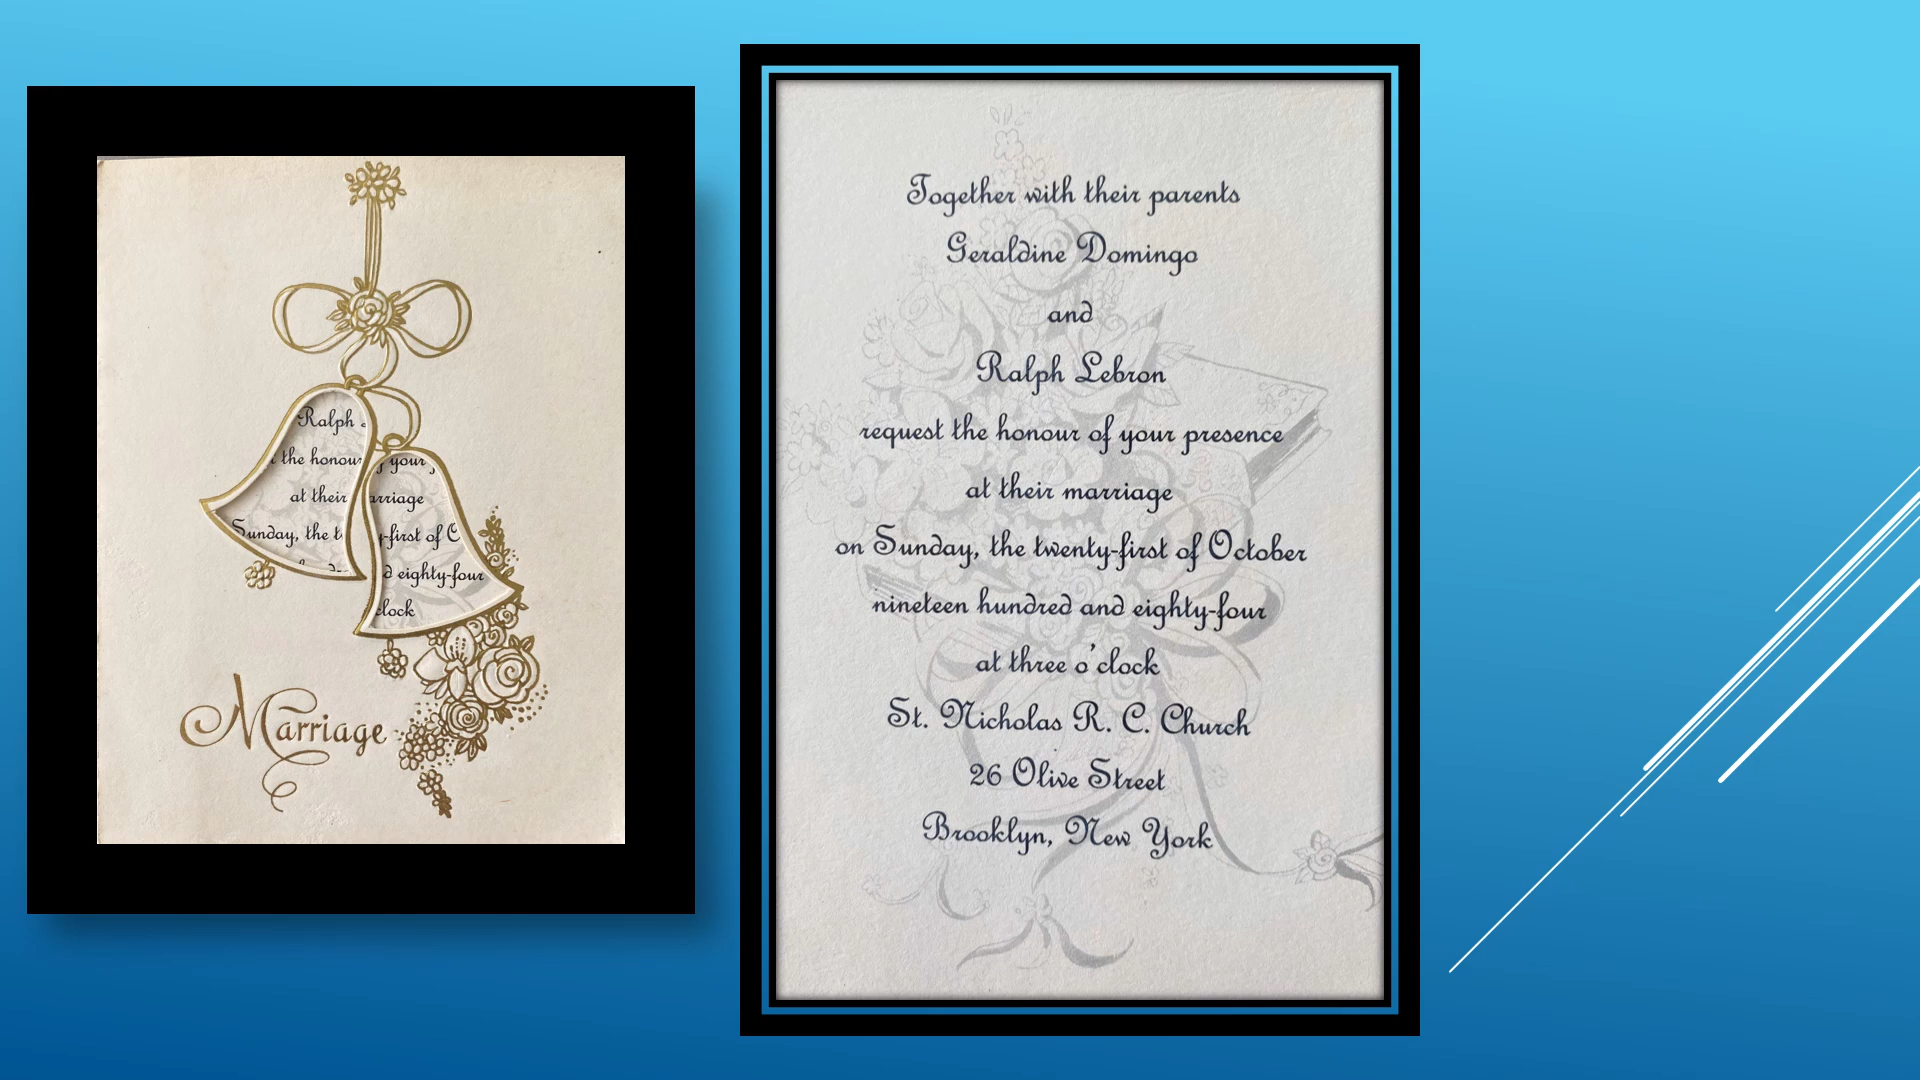 Ralph
the honour your
at their arriage
Sunday, the t -first of O
d eighty-four
clock
Marriage
Together with their parents
Geraldine Domingo
and
Ralph Lebron
request the honour of your presence
at their marriage
on Sunday, the twenty-first of October
nineteen hundred and eighty-four
at three o'clock
St. Nicholas R. C. Church
26 Olive Street
Brooklyn, New York